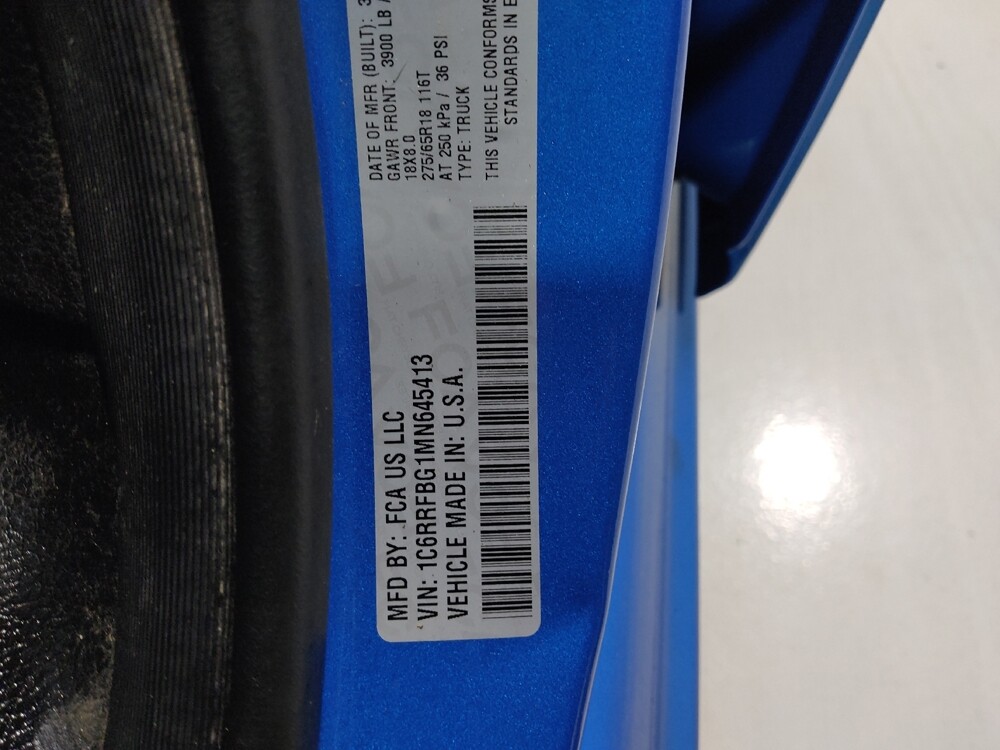 MFD BY: FCA US LLC
VIN: 1C6RRFBG1MN645413
VEHICLE MADE IN: U.S.A.
DATE OF MFR (BUILT): 3
GAWR FRONT: 3900 LB
18X8.0
275/65R18 116T
AT 250 kPa / 36 PSI
TYPE: TRUCK
THIS VEHICLE CONFORMS
STANDARDS IN E